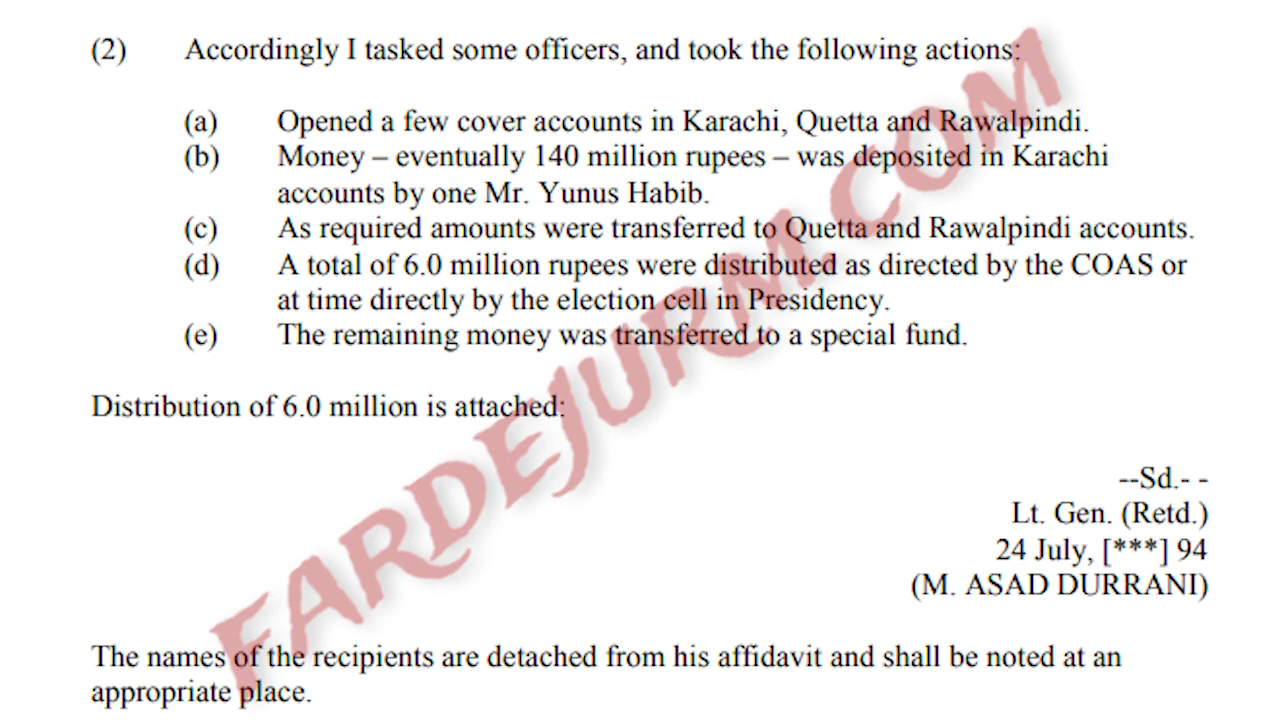 (2) Accordingly I tasked some officers, and took the following actions:
(a) Opened a few cover accounts in Karachi, Quetta and Rawalpindi.
(b) Money – eventually 140 million rupees – was deposited in Karachi
accounts by one Mr. Yunus Habib.
(c) As required amounts were transferred to Quetta and Rawalpindi accounts.
(d) A total of 6.0 million rupees were distributed as directed by the COAS or
at time directly by the election cell in Presidency.
(e) The remaining money was transferred to a special fund.
Distribution of 6.0 million is attached:
--Sd.- -
Lt. Gen. (Retd.)
24 July, [***] 94
(M. ASAD DURRANI)
The names of the recipients are detached from his affidavit and shall be noted at an
appropriate place.
FARDEJURM.COM